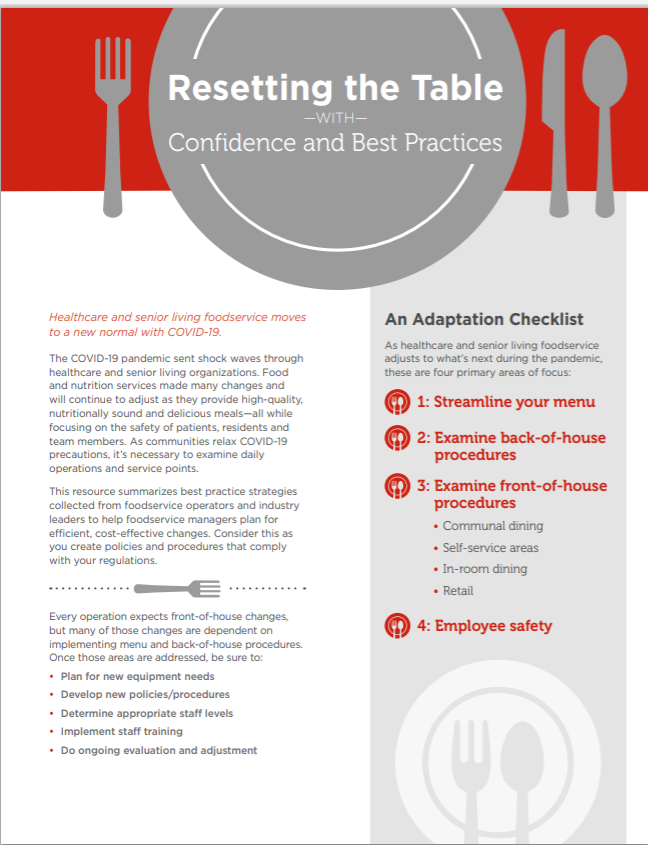 Resetting the Table
—WITH—
Confidence and Best Practices
Healthcare and senior living foodservice moves
to a new normal with COVID-19.
The COVID-19 pandemic sent shock waves through
healthcare and senior living organizations. Food
and nutrition services made many changes and
will continue to adjust as they provide high-quality,
nutritionally sound and delicious meals—all while
focusing on the safety of patients, residents and
team members. As communities relax COVID-19
precautions, it's necessary to examine daily
operations and service points.
This resource summarizes best practice strategies
collected from foodservice operators and industry
leaders to help foodservice managers plan for
efficient, cost-effective changes. Consider this as
you create policies and procedures that comply
with your regulations.
Every operation expects front-of-house changes,
but many of those changes are dependent on
implementing menu and back-of-house procedures.
Once those areas are addressed, be sure to:
• Plan for new equipment needs
• Develop new policies/procedures
• Determine appropriate staff levels
• Implement staff training
• Do ongoing evaluation and adjustment
An Adaptation Checklist
As healthcare and senior living foodservice
adjusts to what's next during the pandemic,
these are four primary areas of focus:
1: Streamline your menu
2: Examine back-of-house
procedures
3: Examine front-of-house
procedures
• Communal dining
• Self-service areas
• In-room dining
• Retail
4: Employee safety